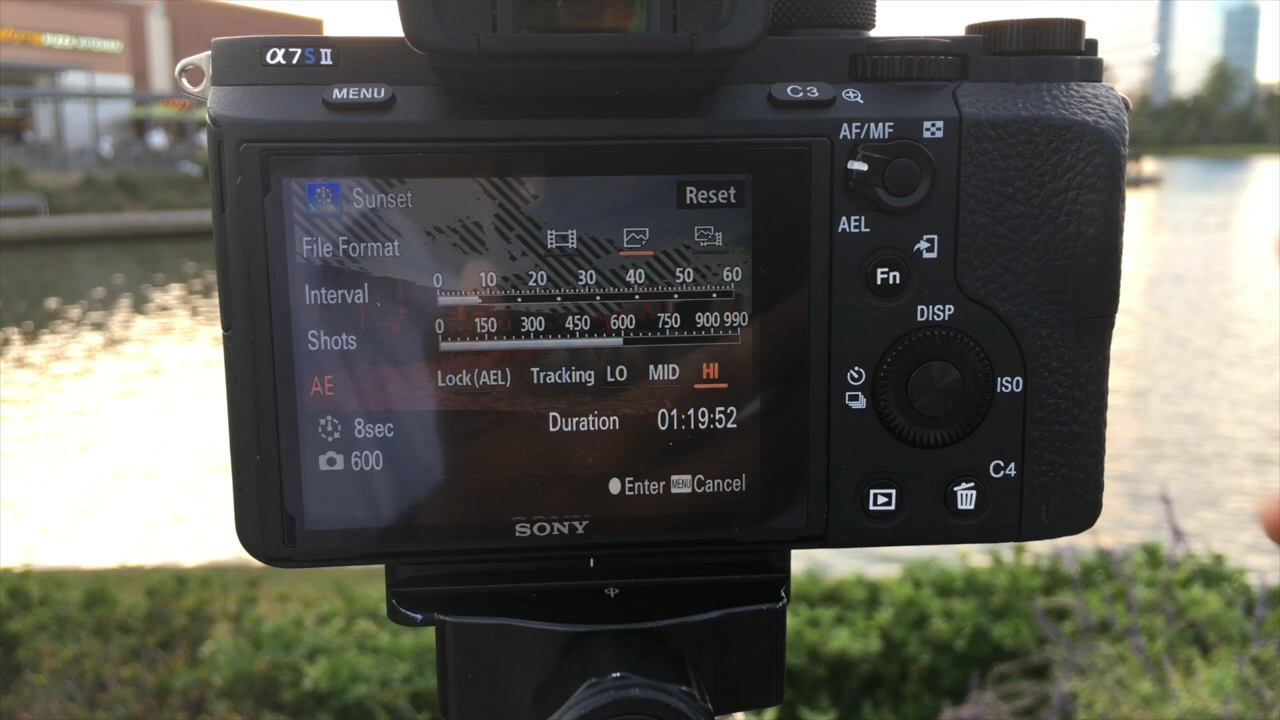 α7SII
MENU
C3
AF/MF
AEL
Fn
DISP
ISO
C4
Sunset
Reset
File Format
Interval
0 10 20 30 40 50 60
Shots
0 150 300 450 600 750 900 990
AE
Lock(AEL) Tracking LO MID HI
8sec
Duration 01:19:52
600
Enter MENU Cancel
SONY